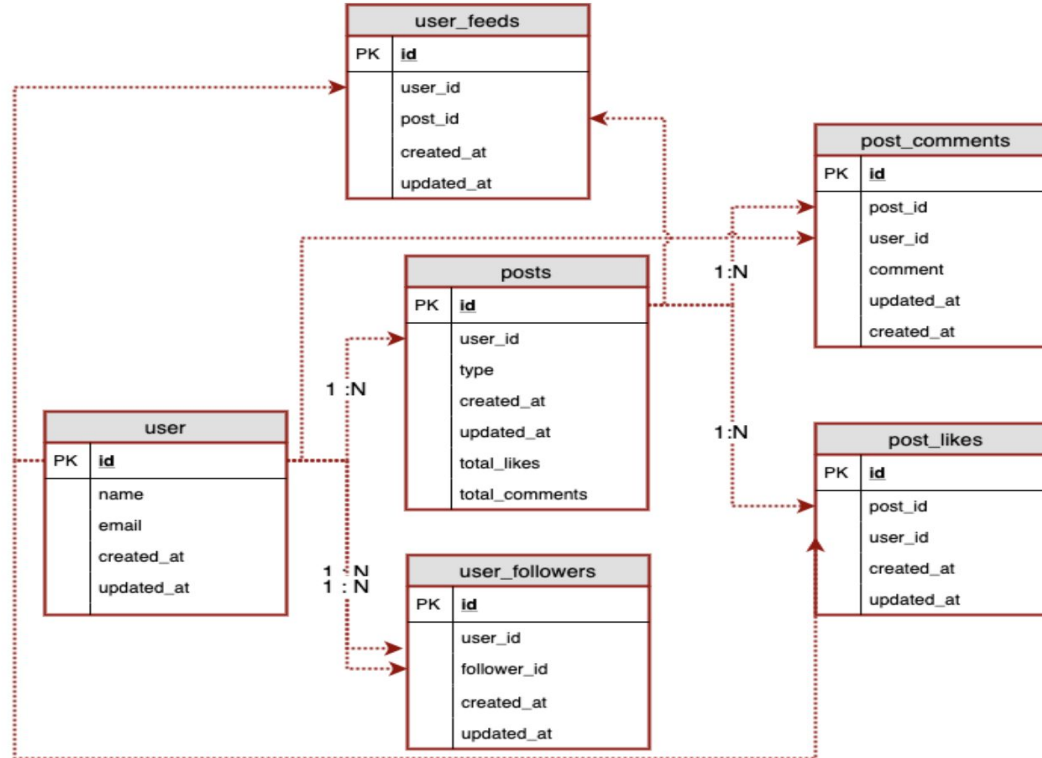 user_feeds
PK id
user_id
post_id
created_at
updated_at
post_comments
PK id
post_id
user_id
comment
updated_at
created_at
1:N
posts
PK id
user_id
type
created_at
updated_at
total_likes
total_comments
1 :N
1:N
user
PK id
name
email
created_at
updated_at
post_likes
PK id
post_id
user_id
created_at
updated_at
1 : N
1 : N
user_followers
PK id
user_id
follower_id
created_at
updated_at